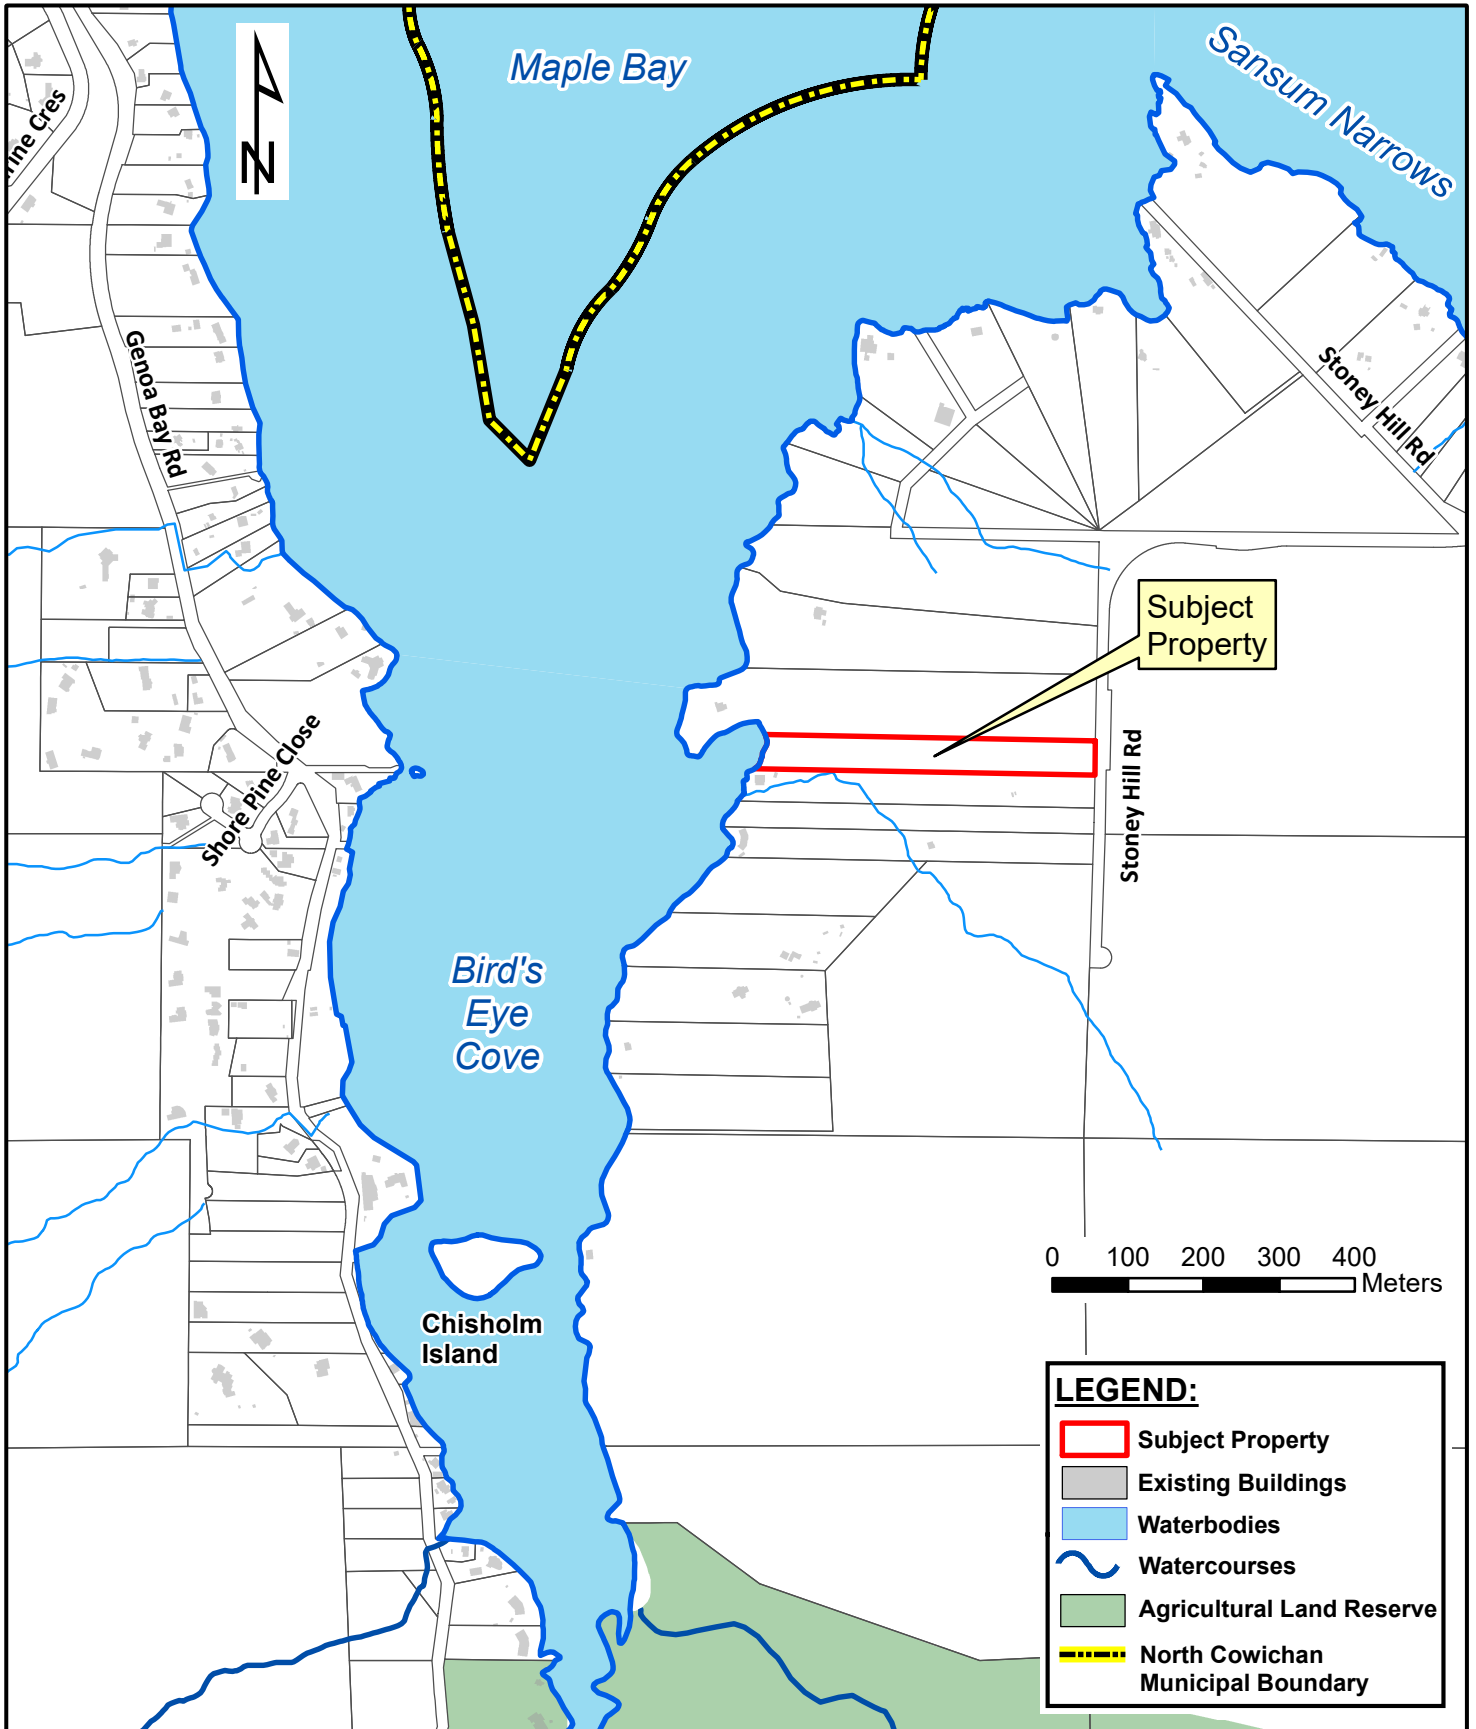 Maple Bay
Sansum Narrows
N
Genoa Bay Rd
Stoney Hill Rd
Subject
Property
Shore Pine Close
Stoney Hill Rd
Bird's
Eye
Cove
0 100 200 300 400
Meters
Chisholm
Island
LEGEND:
Subject Property
Existing Buildings
Waterbodies
Watercourses
Agricultural Land Reserve
North Cowichan
Municipal Boundary